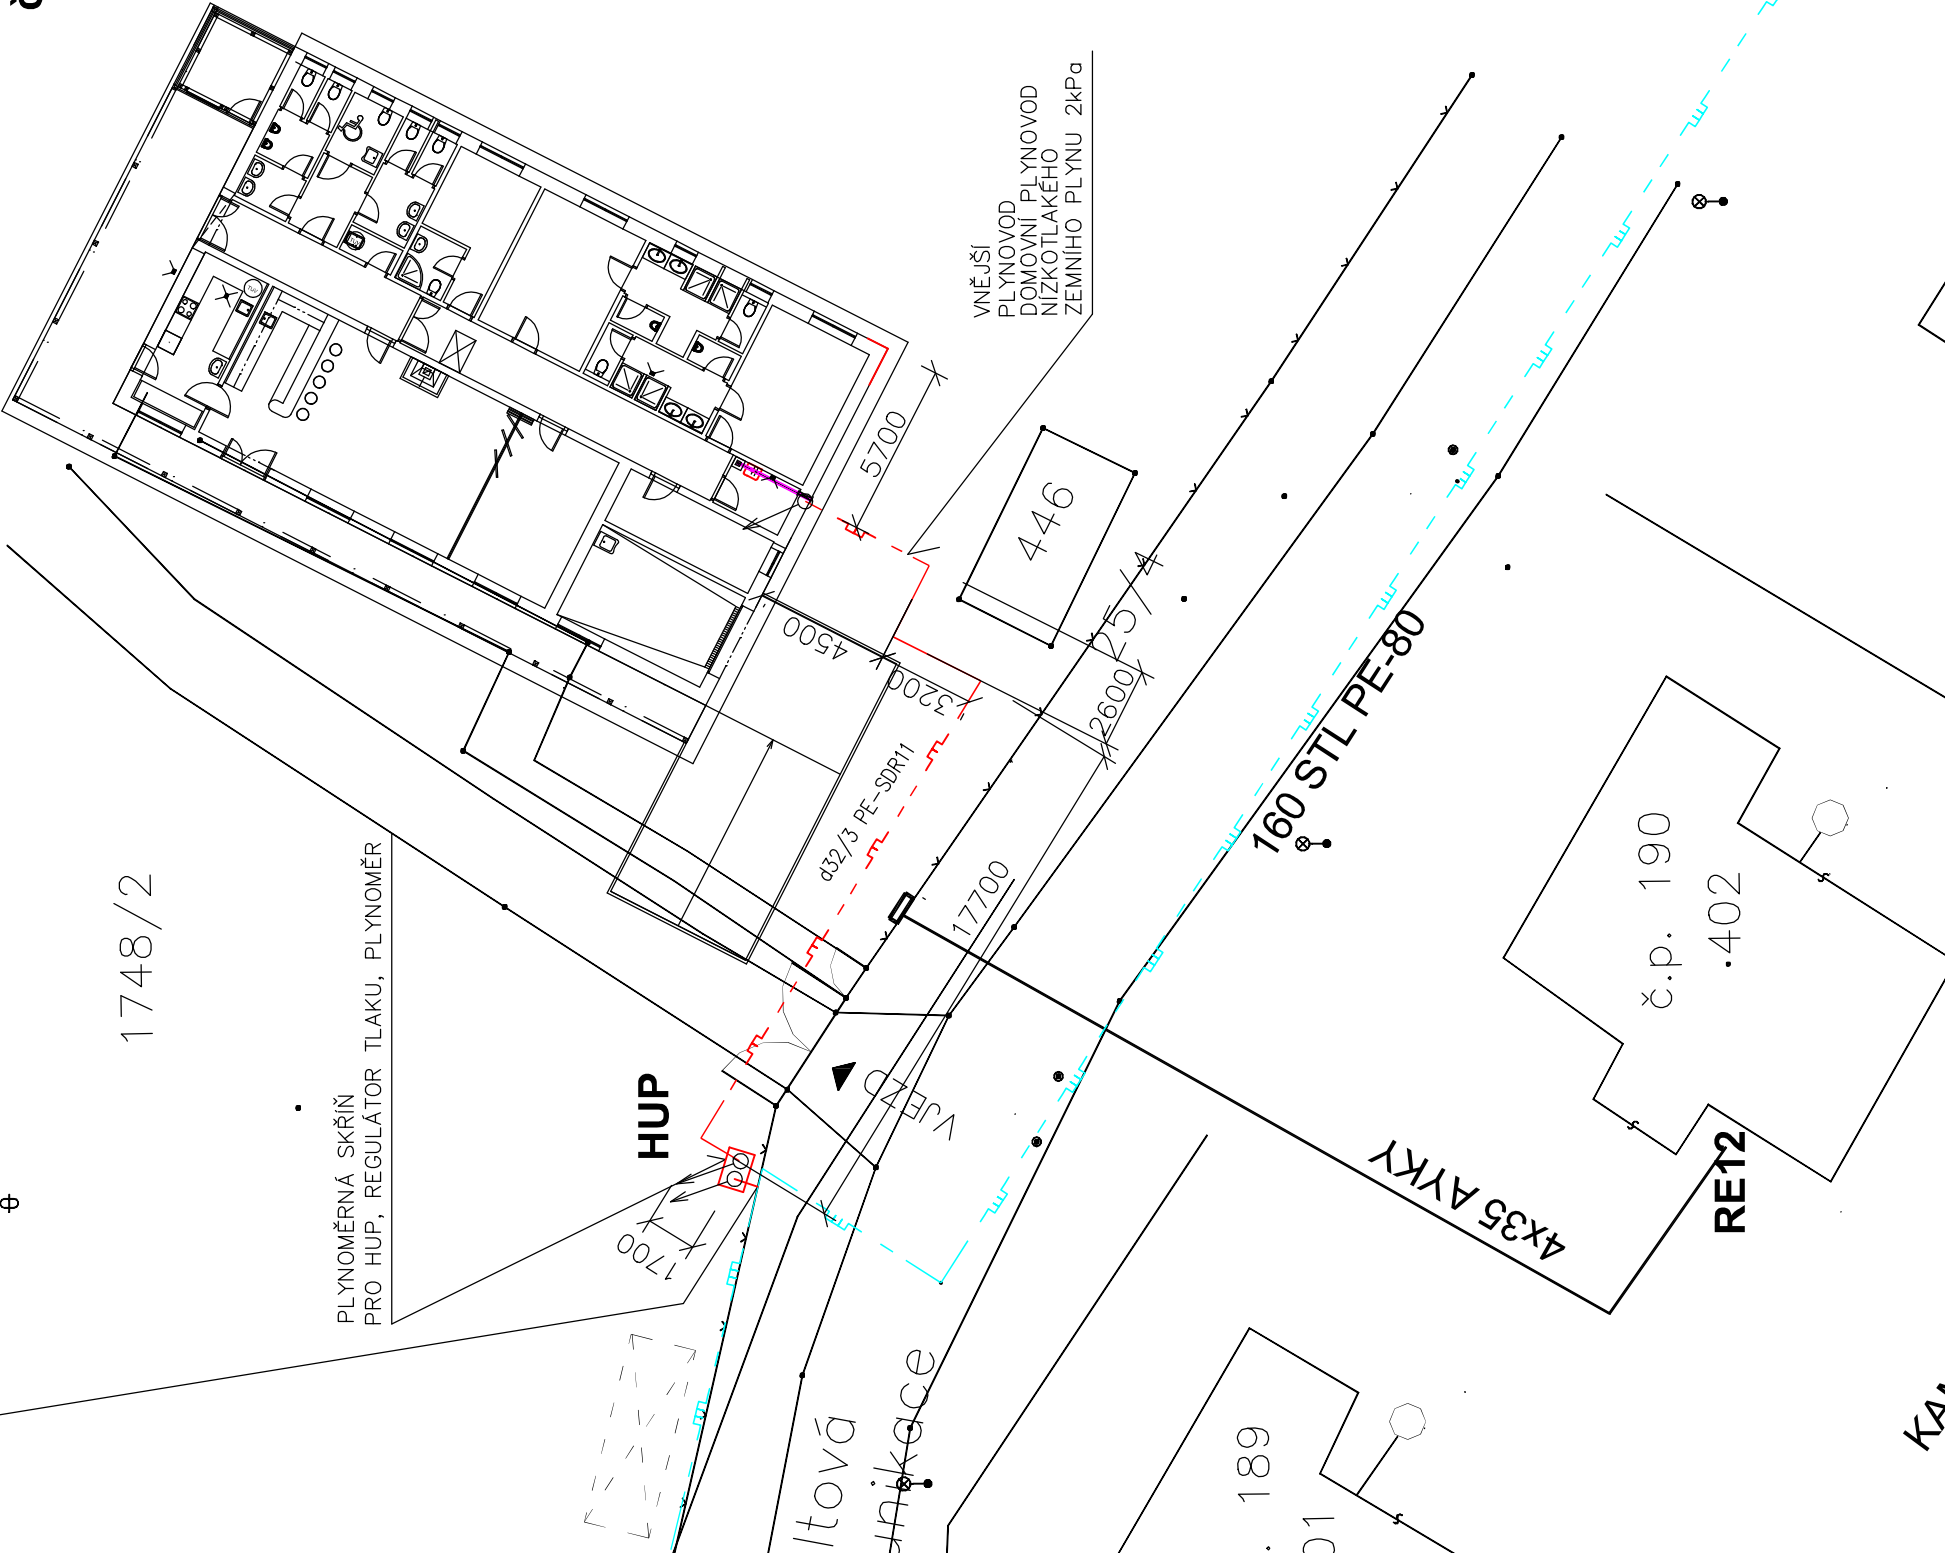 VNĚJŠÍ
PLYNOVOD
DOMOVNÍ PLYNOVOD
NÍZKOTLAKÉHO
ZEMNÍHO PLYNU 2kPa
5700
446
257/4
4500
3200
2600
d32/3 PE-SDR11
160 STL PE-80
17700
1748/2
PLYNOMĚRNÁ SKŘÍŇ
PRO HUP, REGULÁTOR TLAKU, PLYNOMĚR
HUP
VJEZD
1700
č.p. 190
.402
4x35 AYKY
RE12
189